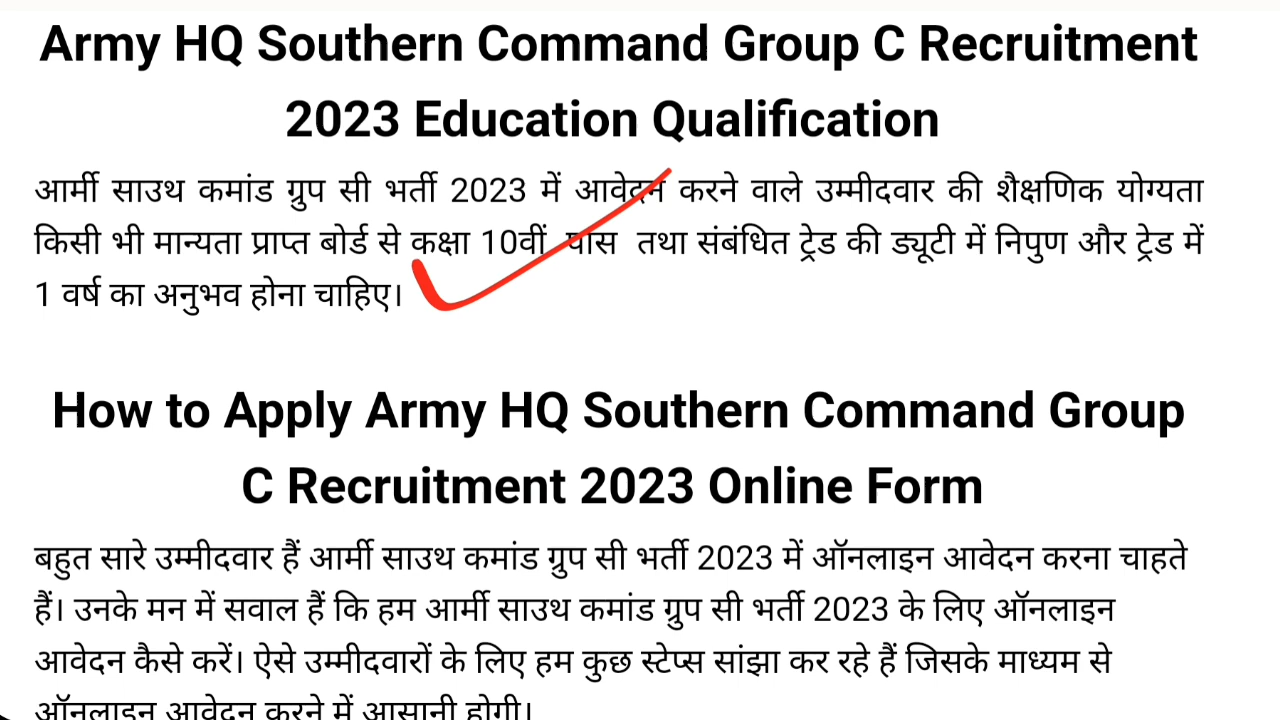 Army HQ Southern Command Group C Recruitment
2023 Education Qualification
आर्मी साउथ कमांड ग्रुप सी भर्ती 2023 में आवेदन करने वाले उम्मीदवार की शैक्षणिक योग्यता
किसी भी मान्यता प्राप्त बोर्ड से कक्षा 10वीं पास तथा संबंधित ट्रेड की ड्यूटी में निपुण और ट्रेड में
1 वर्ष का अनुभव होना चाहिए।
How to Apply Army HQ Southern Command Group
C Recruitment 2023 Online Form
बहुत सारे उम्मीदवार हैं आर्मी साउथ कमांड ग्रुप सी भर्ती 2023 में ऑनलाइन आवेदन करना चाहते
हैं। उनके मन में सवाल हैं कि हम आर्मी साउथ कमांड ग्रुप सी भर्ती 2023 के लिए ऑनलाइन
आवेदन कैसे करें। ऐसे उम्मीदवारों के लिए हम कुछ स्टेप्स सांझा कर रहे हैं जिसके माध्यम से
ऑनलाइन आवेदन करने में आसानी होगी।